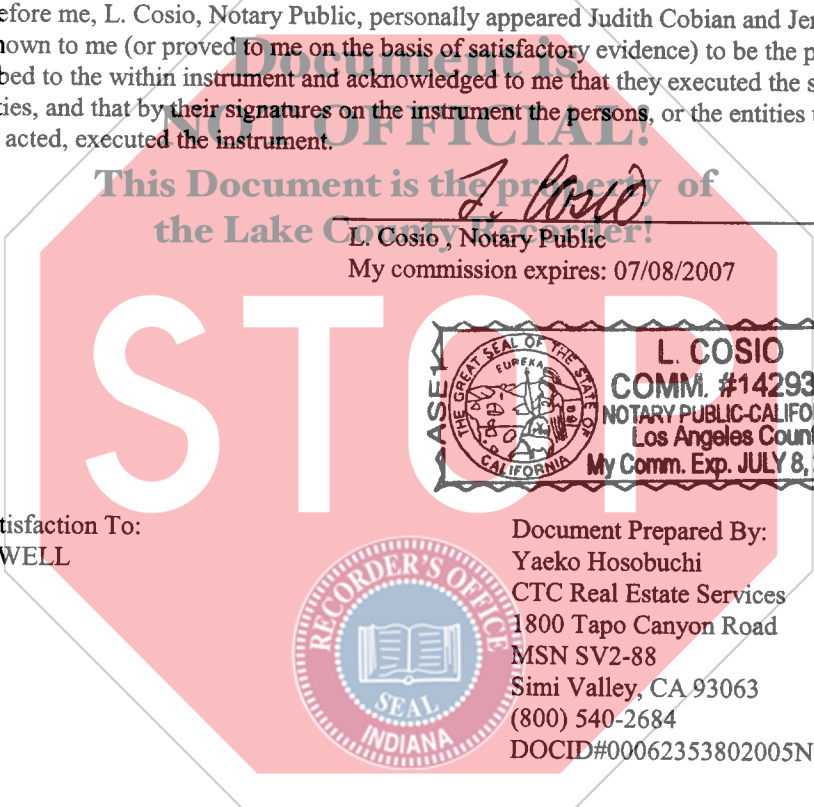 efore me, L. Cosio, Notary Public, personally appeared Judith Cobian and Jer
nown to me (or proved to me on the basis of satisfactory evidence) to be the p
bed to the within instrument and acknowledged to me that they executed the s
ties, and that by their signatures on the instrument the persons, or the entities u
acted, executed the instrument.
Document is
NOT OFFICIAL!
This Document is the property of
the Lake County Recorder!
L. Cosio
L. Cosio , Notary Public
My commission expires: 07/08/2007
STOP
ASE 1
THE GREAT SEAL OF THE STATE OF CALIFORNIA
EUREKA
L. COSIO
COMM. #14293
NOTARY PUBLIC-CALIFO
Los Angeles Coun
My Comm. Exp. JULY 8,
tisfaction To:
WELL
RECORDER'S OFFICE
SEAL
INDIANA
Document Prepared By:
Yaeko Hosobuchi
CTC Real Estate Services
1800 Tapo Canyon Road
MSN SV2-88
Simi Valley, CA 93063
(800) 540-2684
DOCID#00062353802005N